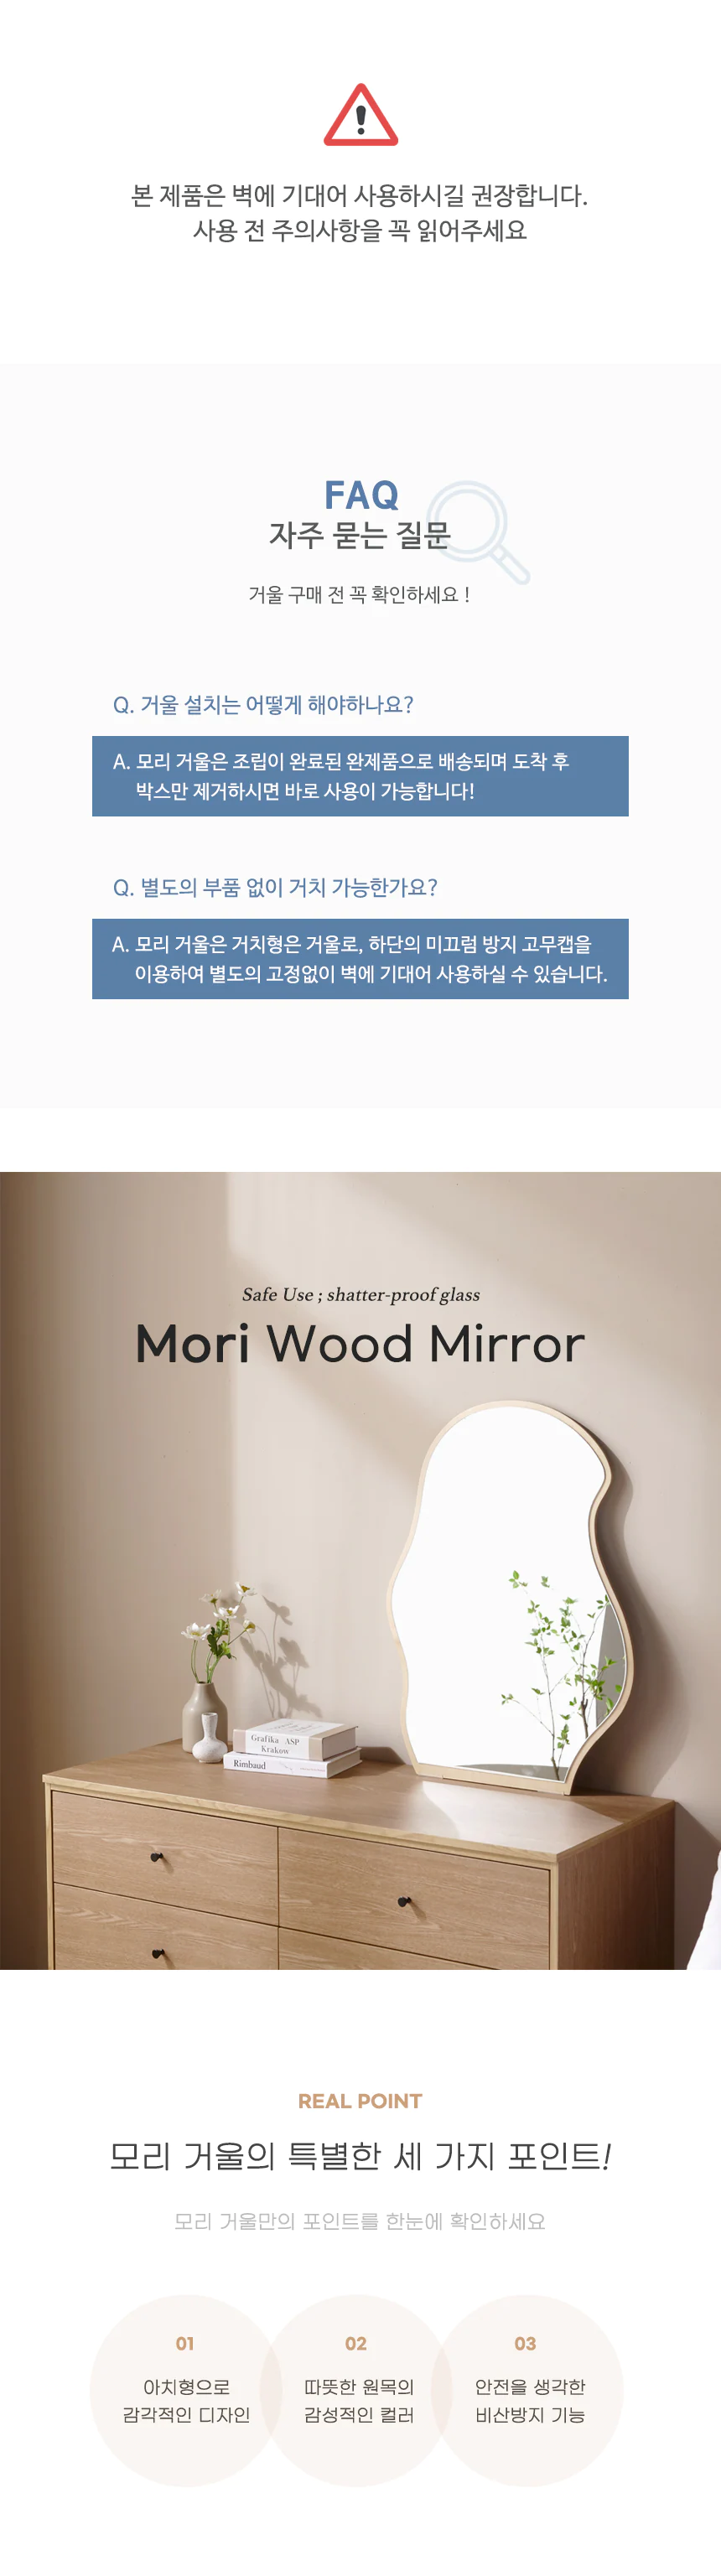 본 제품은 벽에 기대어 사용하시길 권장합니다.
사용 전 주의사항을 꼭 읽어주세요
FAQ
자주 묻는 질문
거울 구매 전 꼭 확인하세요 !
Q. 거울 설치는 어떻게 해야하나요?
A. 모리 거울은 조립이 완료된 완제품으로 배송되며 도착 후
박스만 제거하시면 바로 사용이 가능합니다!
Q. 별도의 부품 없이 거치 가능한가요?
A. 모리 거울은 거치형은 거울로, 하단의 미끄럼 방지 고무캡을
이용하여 별도의 고정없이 벽에 기대어 사용하실 수 있습니다.
Safe Use ; shatter-proof glass
Mori Wood Mirror
Grafika ASP
Krakow
Rimbaud
REAL POINT
모리 거울의 특별한 세 가지 포인트!
모리 거울만의 포인트를 한눈에 확인하세요
01
아치형으로
감각적인 디자인
02
따뜻한 원목의
감성적인 컬러
03
안전을 생각한
비산방지 기능